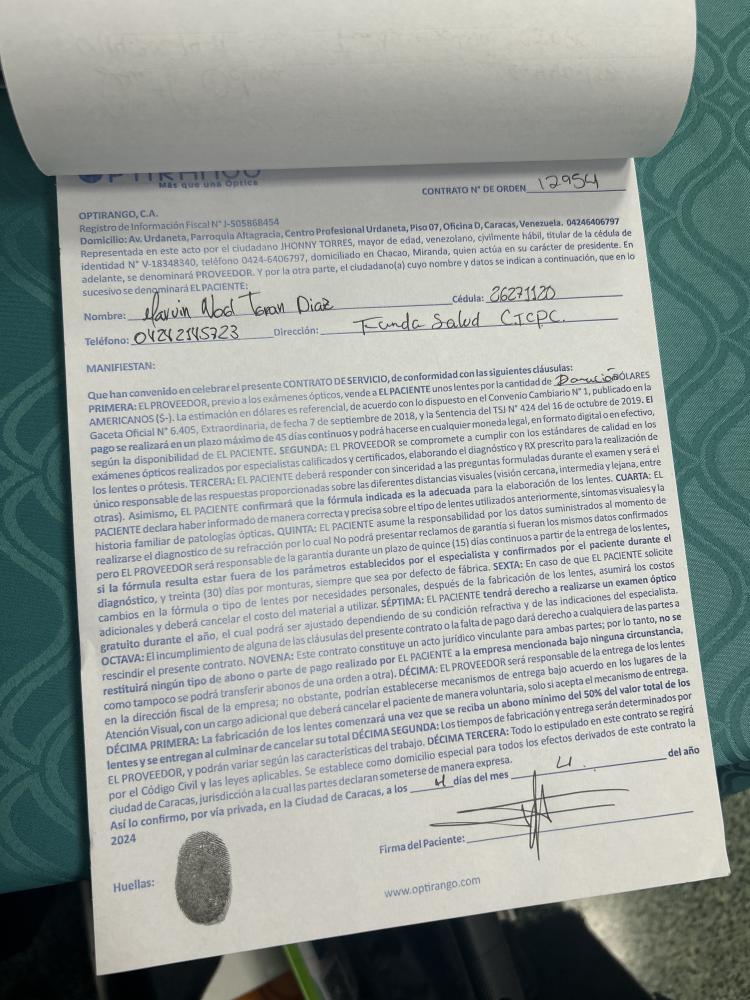 OPTIRANGO
Más que una Óptica
CONTRATO N° DE ORDEN 12954
OPTIRANGO, C.A.
Registro de Información Fiscal N° J-505868454
Domicilio: Av. Urdaneta, Parroquia Altagracia, Centro Profesional Urdaneta, Piso 07, Oficina D, Caracas, Venezuela. 04246406797
Representada en este acto por el ciudadano JHONNY TORRES, mayor de edad, venezolano, civilmente hábil, titular de la cédula de
identidad N° V-18348340, teléfono 0424-6406797, domiciliado en Chacao, Miranda, quien actúa en su carácter de presidente. En
adelante, se denominará PROVEEDOR. Y por la otra parte, el ciudadano(a) cuyo nombre y datos se indican a continuación, que en lo
sucesivo se denominará EL PACIENTE:
Nombre: Marvin Noel Teran Diaz Cédula: 26271120
Teléfono: 04242145723 Dirección: Funda Salud CICPC.
MANIFIESTAN:
Que han convenido en celebrar el presente CONTRATO DE SERVICIO, de conformidad con las siguientes cláusulas:
PRIMERA: EL PROVEEDOR, previo a los exámenes ópticos, vende a EL PACIENTE unos lentes por la cantidad de Donación DÓLARES
AMERICANOS ($-). La estimación en dólares es referencial, de acuerdo con lo dispuesto en el Convenio Cambiario N° 1, publicado en la
Gaceta Oficial N° 6.405, Extraordinaria, de fecha 7 de septiembre de 2018, y la Sentencia del TSJ N° 424 del 16 de octubre de 2019. El
pago se realizará en un plazo máximo de 45 días continuos y podrá hacerse en cualquier moneda legal, en formato digital o en efectivo,
según la disponibilidad de EL PACIENTE. SEGUNDA: EL PROVEEDOR se compromete a cumplir con los estándares de calidad en los
exámenes ópticos realizados por especialistas calificados y certificados, elaborando el diagnóstico y RX prescrito para la realización de
los lentes o prótesis. TERCERA: EL PACIENTE deberá responder con sinceridad a las preguntas formuladas durante el examen y será el
único responsable de las respuestas proporcionadas sobre las diferentes distancias visuales (visión cercana, intermedia y lejana, entre
otras). Asimismo, EL PACIENTE confirmará que la fórmula indicada es la adecuada para la elaboración de los lentes. CUARTA: EL
PACIENTE declara haber informado de manera correcta y precisa sobre el tipo de lentes utilizados anteriormente, síntomas visuales y la
historia familiar de patologías ópticas. QUINTA: EL PACIENTE asume la responsabilidad por los datos suministrados al momento de
realizarse el diagnostico de su refracción por lo cual No podrá presentar reclamos de garantía si fueran los mismos datos confirmados
pero EL PROVEEDOR será responsable de la garantía durante un plazo de quince (15) días continuos a partir de la entrega de los lentes,
si la fórmula resulta estar fuera de los parámetros establecidos por el especialista y confirmados por el paciente durante el
diagnóstico, y treinta (30) días por monturas, siempre que sea por defecto de fábrica. SEXTA: En caso de que EL PACIENTE solicite
cambios en la fórmula o tipo de lentes por necesidades personales, después de la fabricación de los lentes, asumirá los costos
adicionales y deberá cancelar el costo del material a utilizar. SÉPTIMA: EL PACIENTE tendrá derecho a realizarse un examen óptico
gratuito durante el año, el cual podrá ser ajustado dependiendo de su condición refractiva y de las indicaciones del especialista.
OCTAVA: El incumplimiento de alguna de las cláusulas del presente contrato o la falta de pago dará derecho a cualquiera de las partes a
rescindir el presente contrato. NOVENA: Este contrato constituye un acto jurídico vinculante para ambas partes; por lo tanto, no se
restituirá ningún tipo de abono o parte de pago realizado por EL PACIENTE a la empresa mencionada bajo ninguna circunstancia,
como tampoco se podrá transferir abonos de una orden a otra). DÉCIMA: EL PROVEEDOR será responsable de la entrega de los lentes
en la dirección fiscal de la empresa; no obstante, podrían establecerse mecanismos de entrega bajo acuerdo en los lugares de la
Atención Visual, con un cargo adicional que deberá cancelar el paciente de manera voluntaria, solo si acepta el mecanismo de entrega.
DÉCIMA PRIMERA: La fabricación de los lentes comenzará una vez que se reciba un abono mínimo del 50% del valor total de los
lentes y se entregan al culminar de cancelar su total DÉCIMA SEGUNDA: Los tiempos de fabricación y entrega serán determinados por
EL PROVEEDOR, y podrán variar según las características del trabajo. DÉCIMA TERCERA: Todo lo estipulado en este contrato se regirá
por el Código Civil y las leyes aplicables. Se establece como domicilio especial para todos los efectos derivados de este contrato la
ciudad de Caracas, jurisdicción a la cual las partes declaran someterse de manera expresa.
Así lo confirmo, por vía privada, en la Ciudad de Caracas, a los 4 días del mes 4. del año
2024
Firma del Paciente:
Huellas:
www.optirango.com